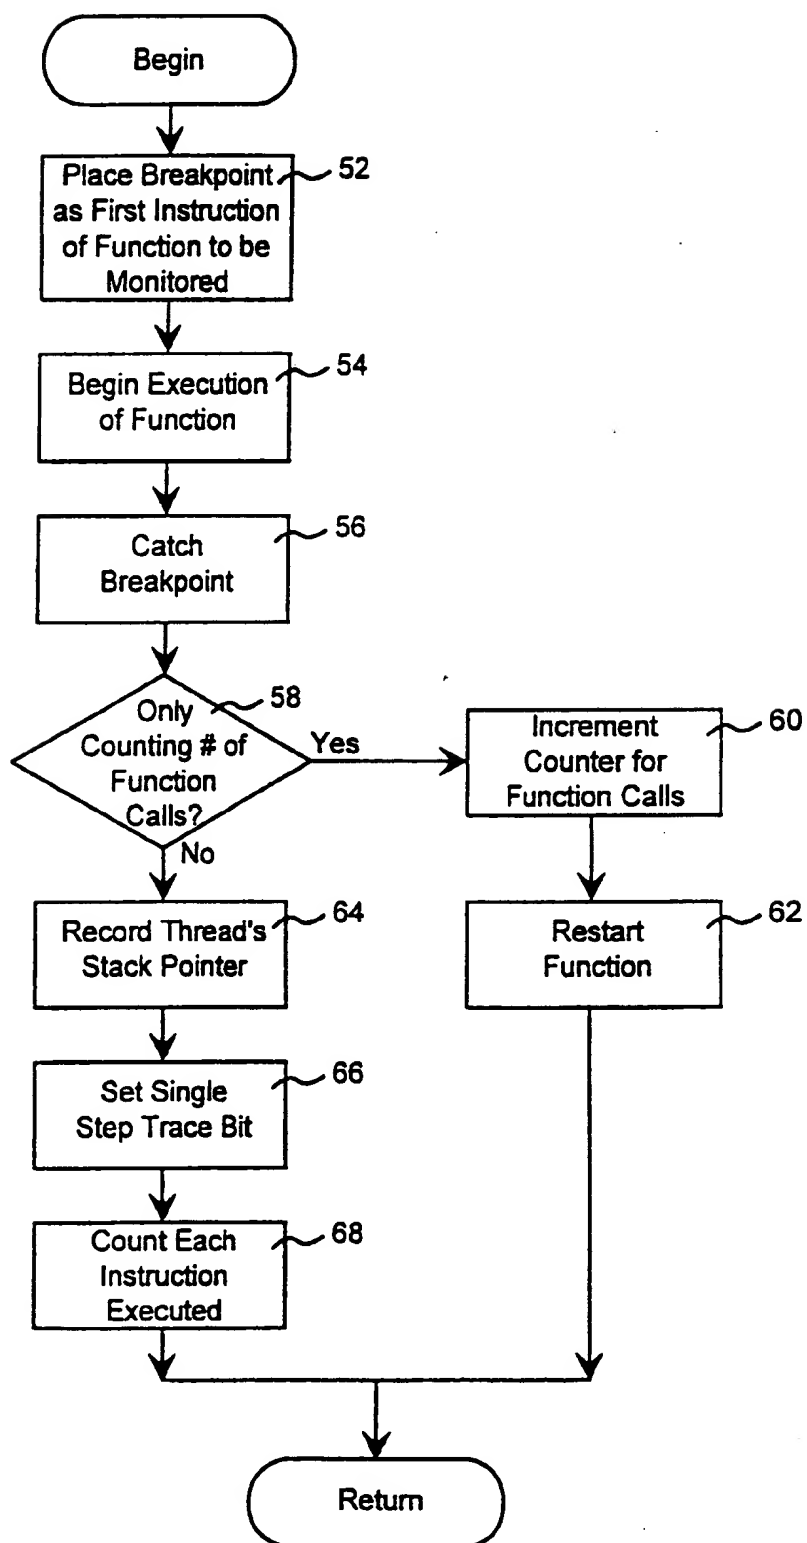 Begin
Place Breakpoint
as First Instruction
of Function to be
Monitored
52
Begin Execution
of Function
54
Catch
Breakpoint
56
Only
Counting # of
Function
Calls?
58
Yes
No
Increment
Counter for
Function Calls
60
Restart
Function
62
Record Thread's
Stack Pointer
64
Set Single
Step Trace Bit
66
Count Each
Instruction
Executed
68
Return